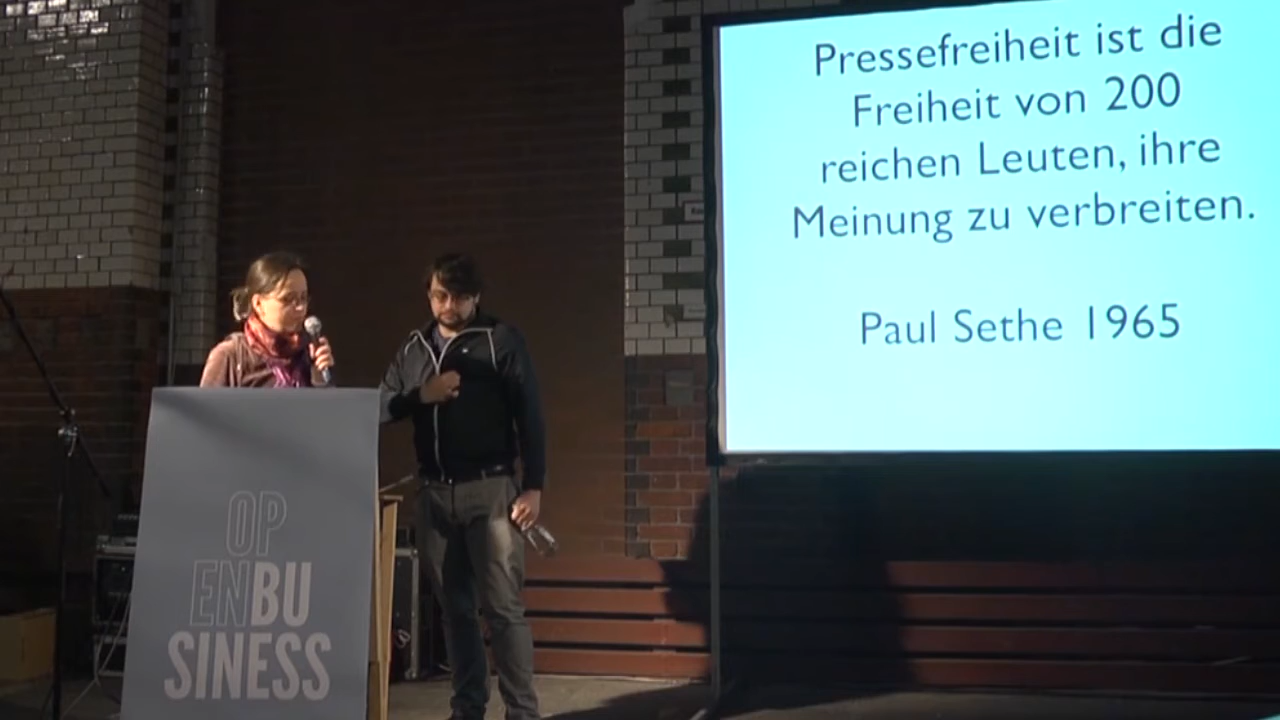 Pressefreiheit ist die
Freiheit von 200
reichen Leuten, ihre
Meinung zu verbreiten.
Paul Sethe 1965
OP
ENBU
SINESS